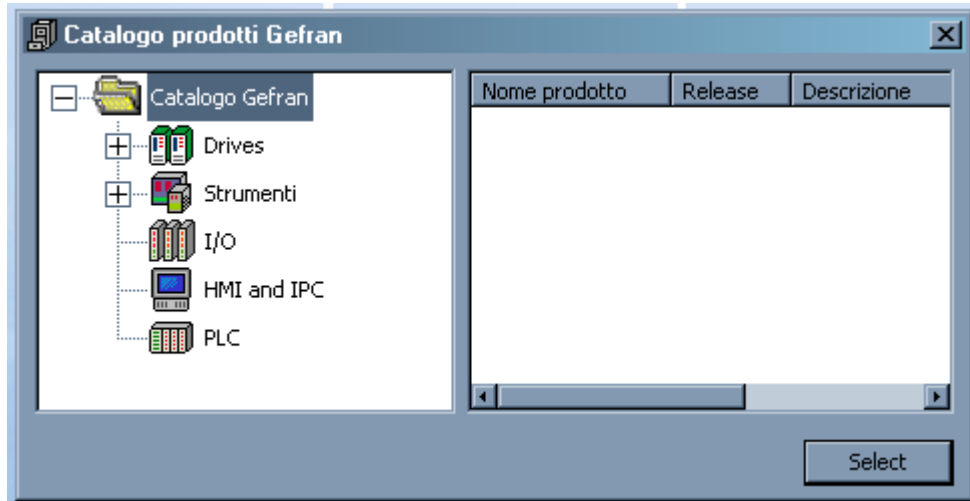 Catalogo prodotti Gefran
Catalogo Gefran
Drives
Strumenti
I/O
HMI and IPC
PLC
Nome prodotto Release Descrizione
Select